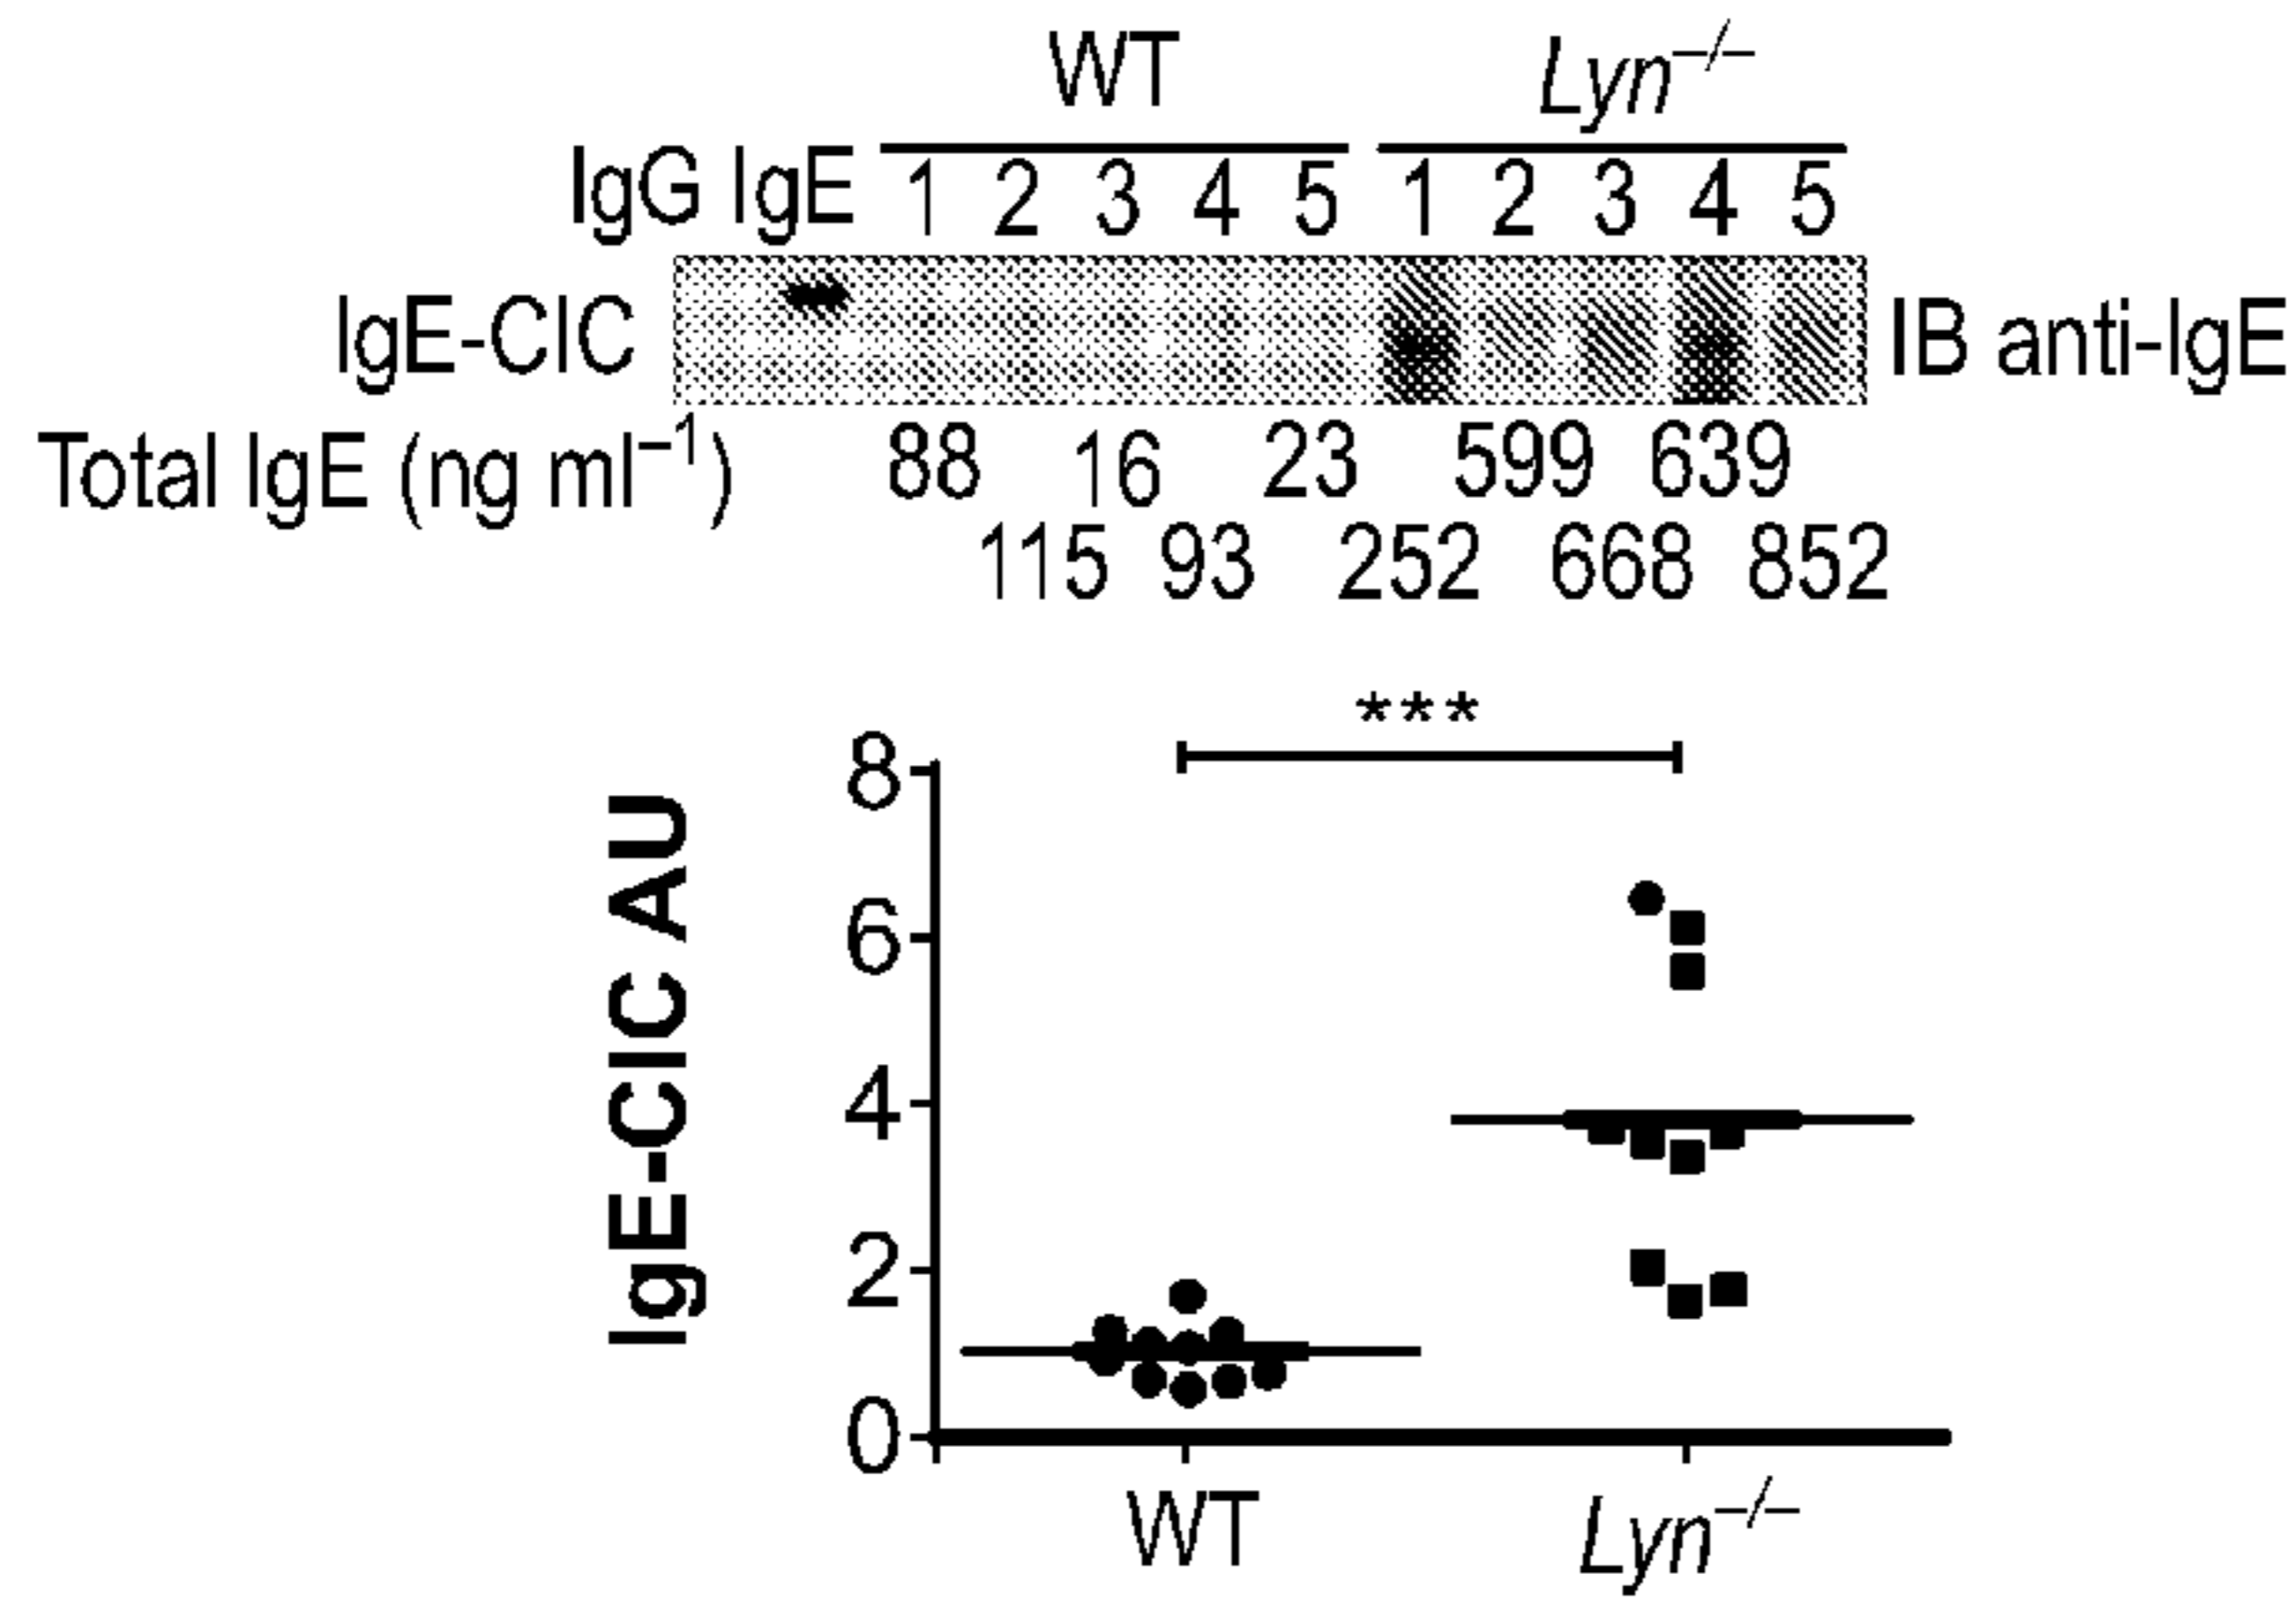 WT Lyn−/−
IgG IgE 1 2 3 4 5 1 2 3 4 5
IgE-CIC IB anti-IgE
Total IgE (ng ml−1) 88 16 23 599 639
115 93 252 668 852
***
8
6
4
2
0
IgE-CIC AU
WT Lyn−/−